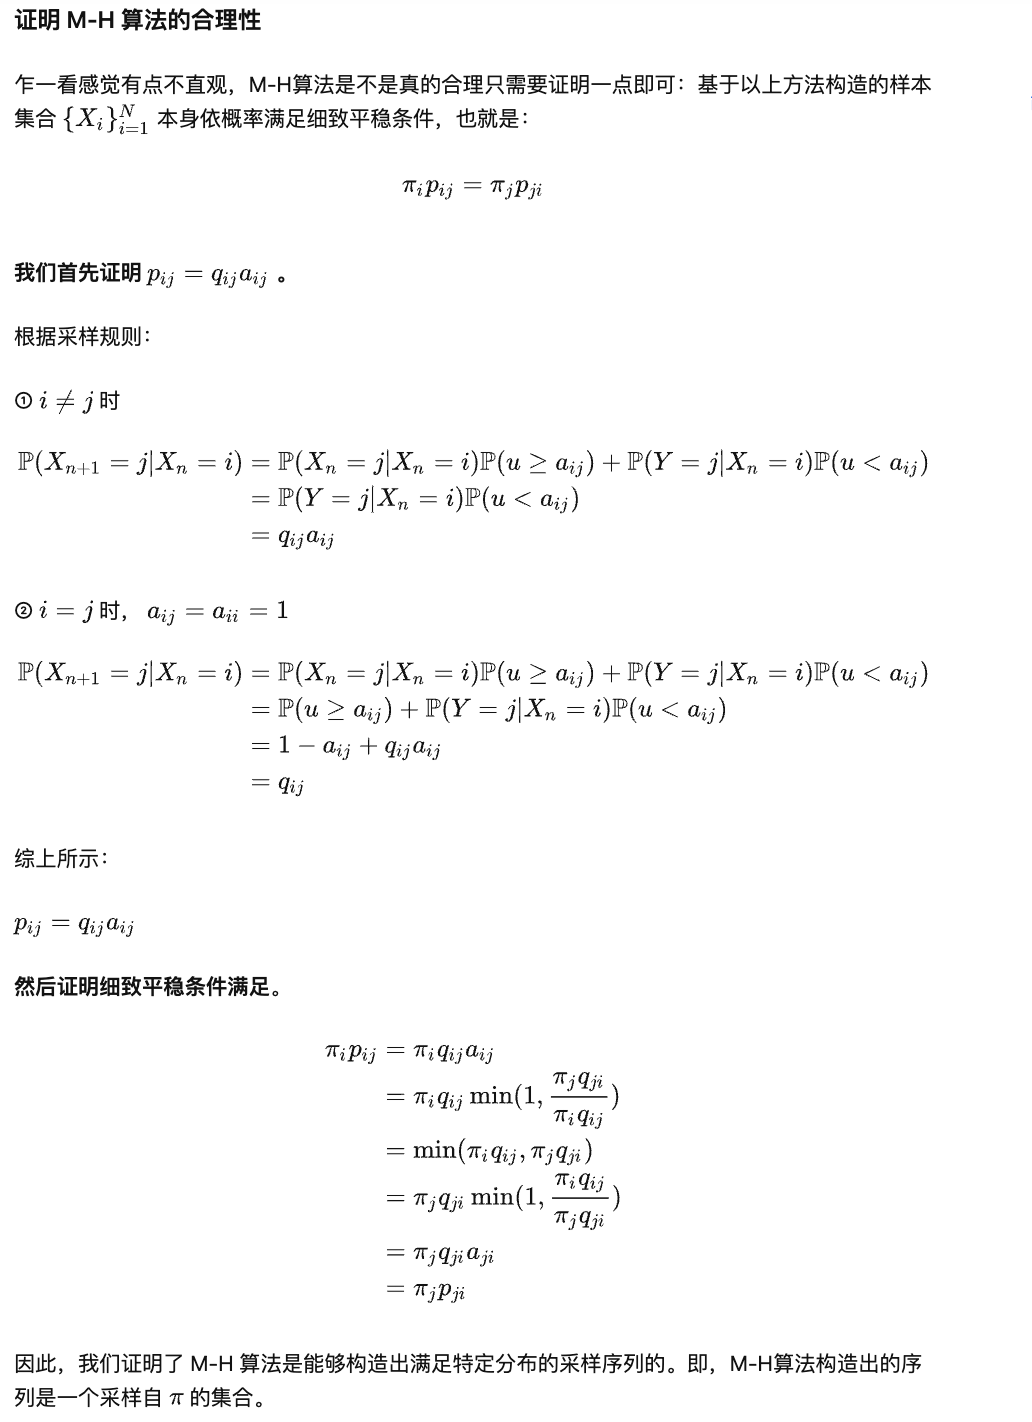 证明 M-H 算法的合理性
乍一看感觉有点不直观，M-H算法是不是真的合理只需要证明一点即可：基于以上方法构造的样本
集合 $\{X_i\}_{i=1}^N$ 本身依概率满足细致平稳条件，也就是：
$\pi_i p_{ij} = \pi_j p_{ji}$
我们首先证明 $p_{ij} = q_{ij} a_{ij}$ 。
根据采样规则：
① $i \neq j$ 时
$\mathbb{P}(X_{n+1} = j|X_n = i) = \mathbb{P}(X_n = j|X_n = i)\mathbb{P}(u \geq a_{ij}) + \mathbb{P}(Y = j|X_n = i)\mathbb{P}(u < a_{ij})$
$= \mathbb{P}(Y = j|X_n = i)\mathbb{P}(u < a_{ij})$
$= q_{ij} a_{ij}$
② $i = j$ 时， $a_{ij} = a_{ii} = 1$
$\mathbb{P}(X_{n+1} = j|X_n = i) = \mathbb{P}(X_n = j|X_n = i)\mathbb{P}(u \geq a_{ij}) + \mathbb{P}(Y = j|X_n = i)\mathbb{P}(u < a_{ij})$
$= \mathbb{P}(u \geq a_{ij}) + \mathbb{P}(Y = j|X_n = i)\mathbb{P}(u < a_{ij})$
$= 1 - a_{ij} + q_{ij} a_{ij}$
$= q_{ij}$
综上所示：
$p_{ij} = q_{ij} a_{ij}$
然后证明细致平稳条件满足。
$\pi_i p_{ij} = \pi_i q_{ij} a_{ij}$
$= \pi_i q_{ij} \min(1, \frac{\pi_j q_{ji}}{\pi_i q_{ij}})$
$= \min(\pi_i q_{ij}, \pi_j q_{ji})$
$= \pi_j q_{ji} \min(1, \frac{\pi_i q_{ij}}{\pi_j q_{ji}})$
$= \pi_j q_{ji} a_{ji}$
$= \pi_j p_{ji}$
因此，我们证明了 M-H 算法是能够构造出满足特定分布的采样序列的。即，M-H算法构造出的序
列是一个采样自 $\pi$ 的集合。